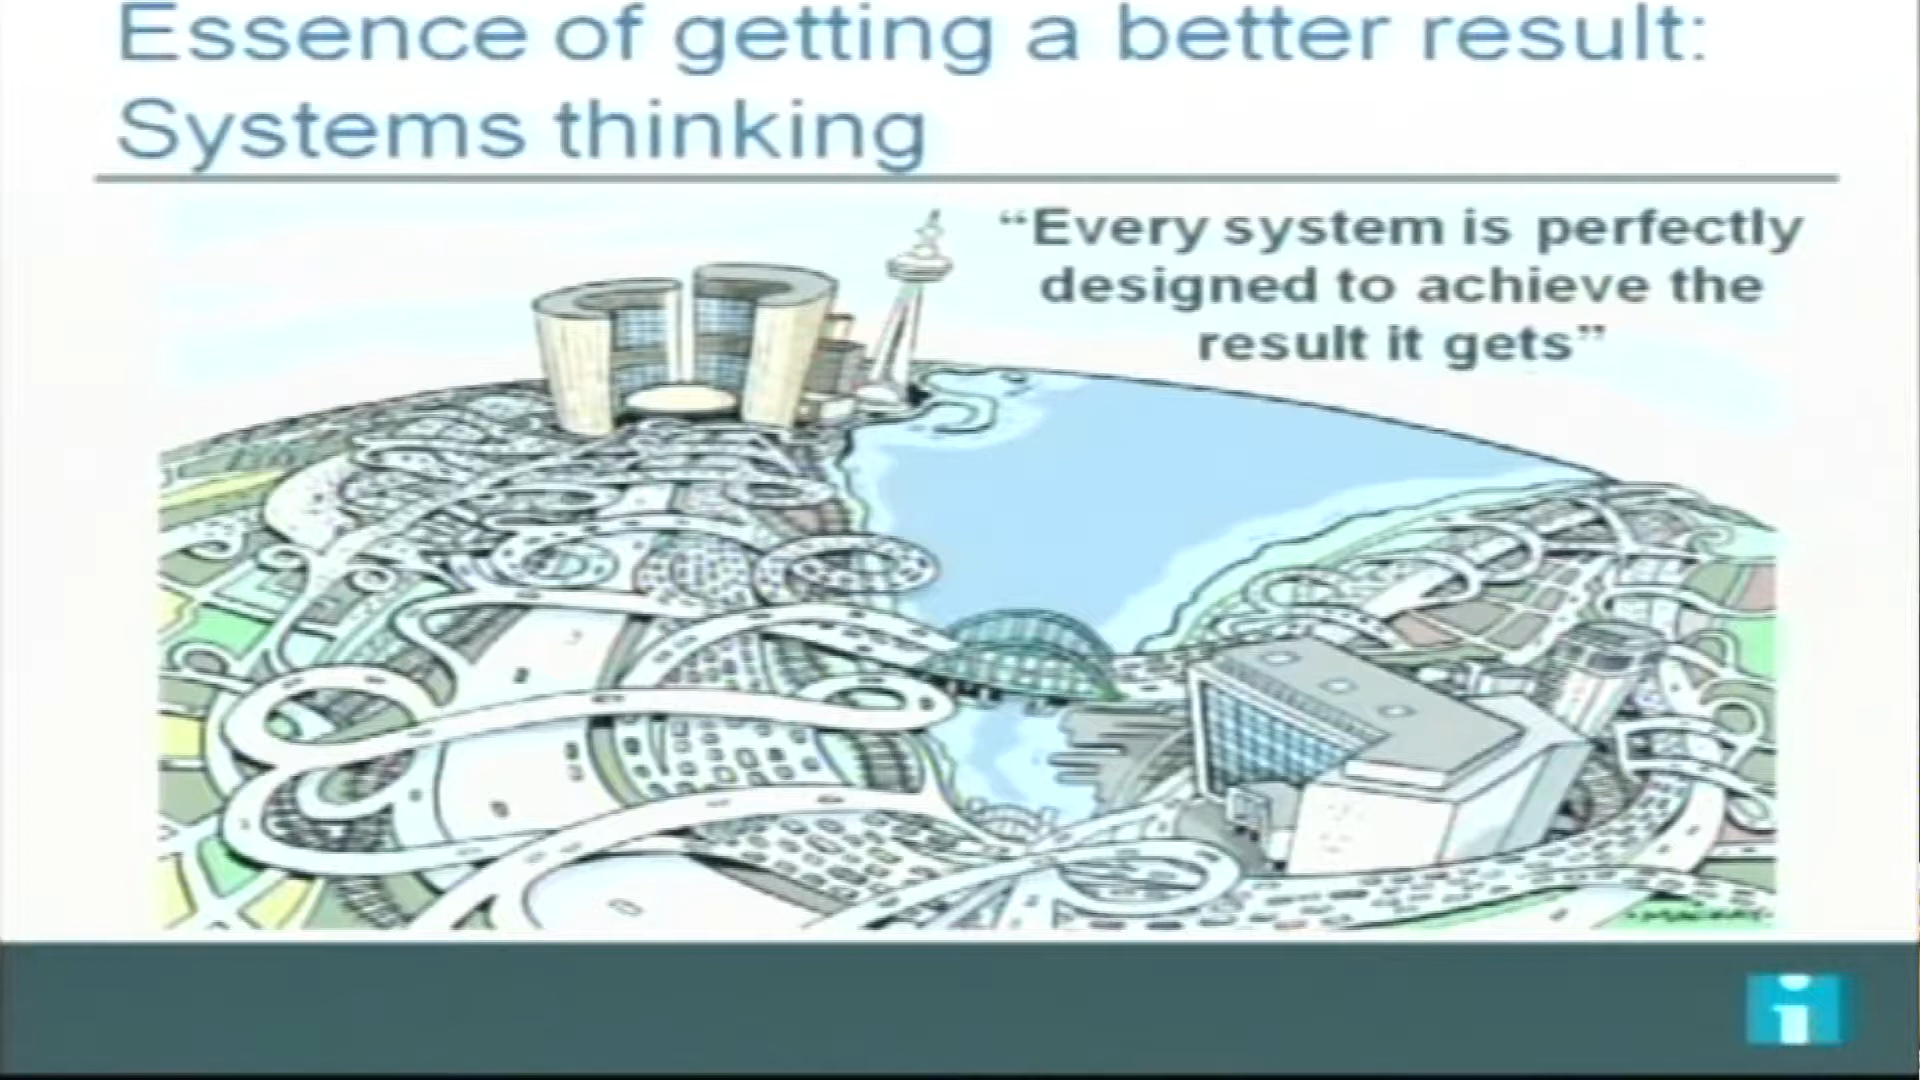 Essence of getting a better result:
Systems thinking
“Every system is perfectly
designed to achieve the
result it gets”
i